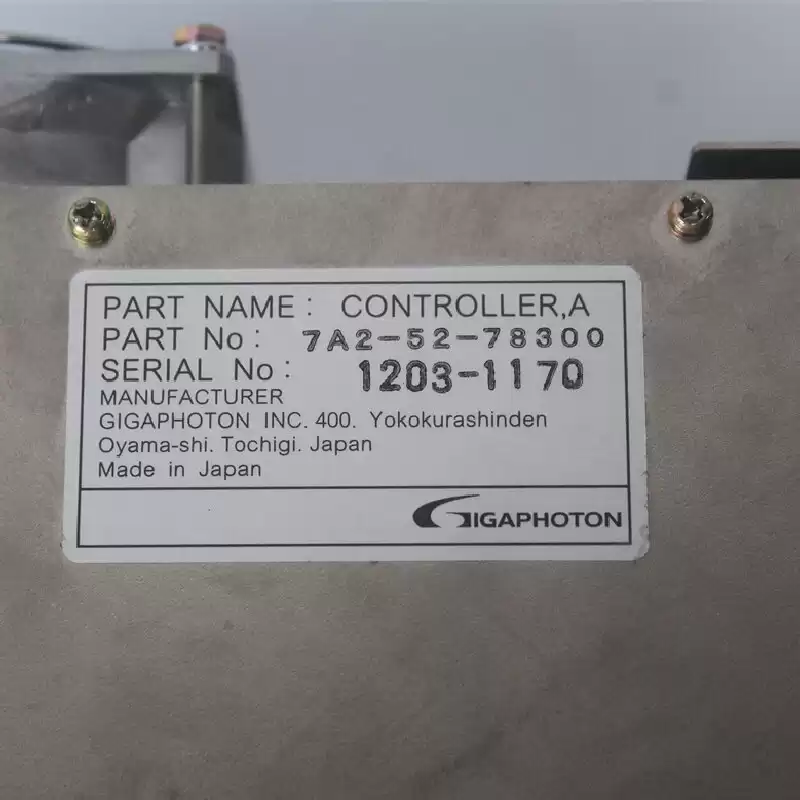 PART NAME: CONTROLLER,A
PART No: 7A2-52-78300
SERIAL No: 1203-1170
MANUFACTURER
GIGAPHOTON INC. 400. Yokokurashinden
Oyama-shi. Tochigi. Japan
Made in Japan
GIGAPHOTON